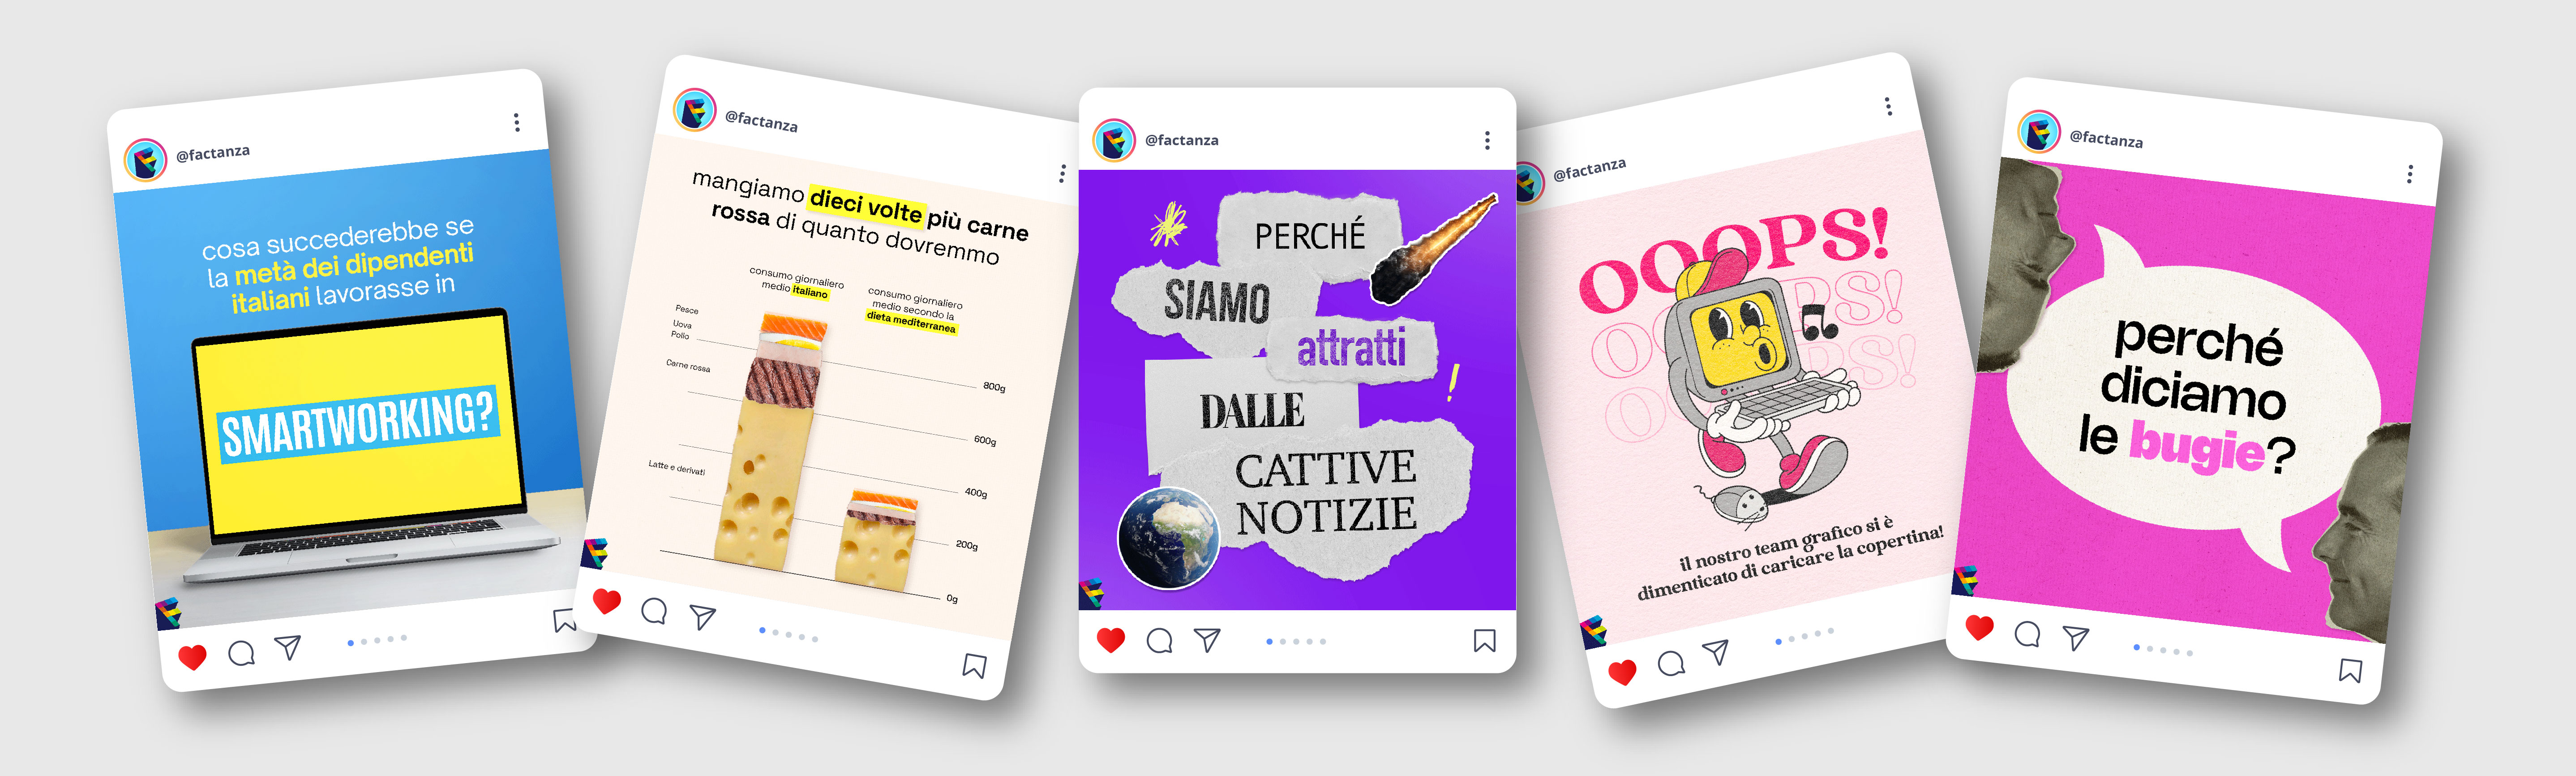 @factanza
cosa succederebbe se
la metà dei dipendenti
italiani lavorasse in
SMARTWORKING?
@factanza
mangiamo dieci volte più carne
rossa di quanto dovremmo
consumo giornaliero
medio italiano
consumo giornaliero
medio secondo la
dieta mediterranea
Pesce
Uova
Pollo
Carne rossa
Latte e derivati
800g
600g
400g
200g
0g
@factanza
PERCHÉ
SIAMO
attratti
DALLE
CATTIVE
NOTIZIE
!
@factanza
OOOPS!
OOOPS!
OOOPS!
il nostro team grafico si è
dimenticato di caricare la copertina!
@factanza
perché
diciamo
le bugie?